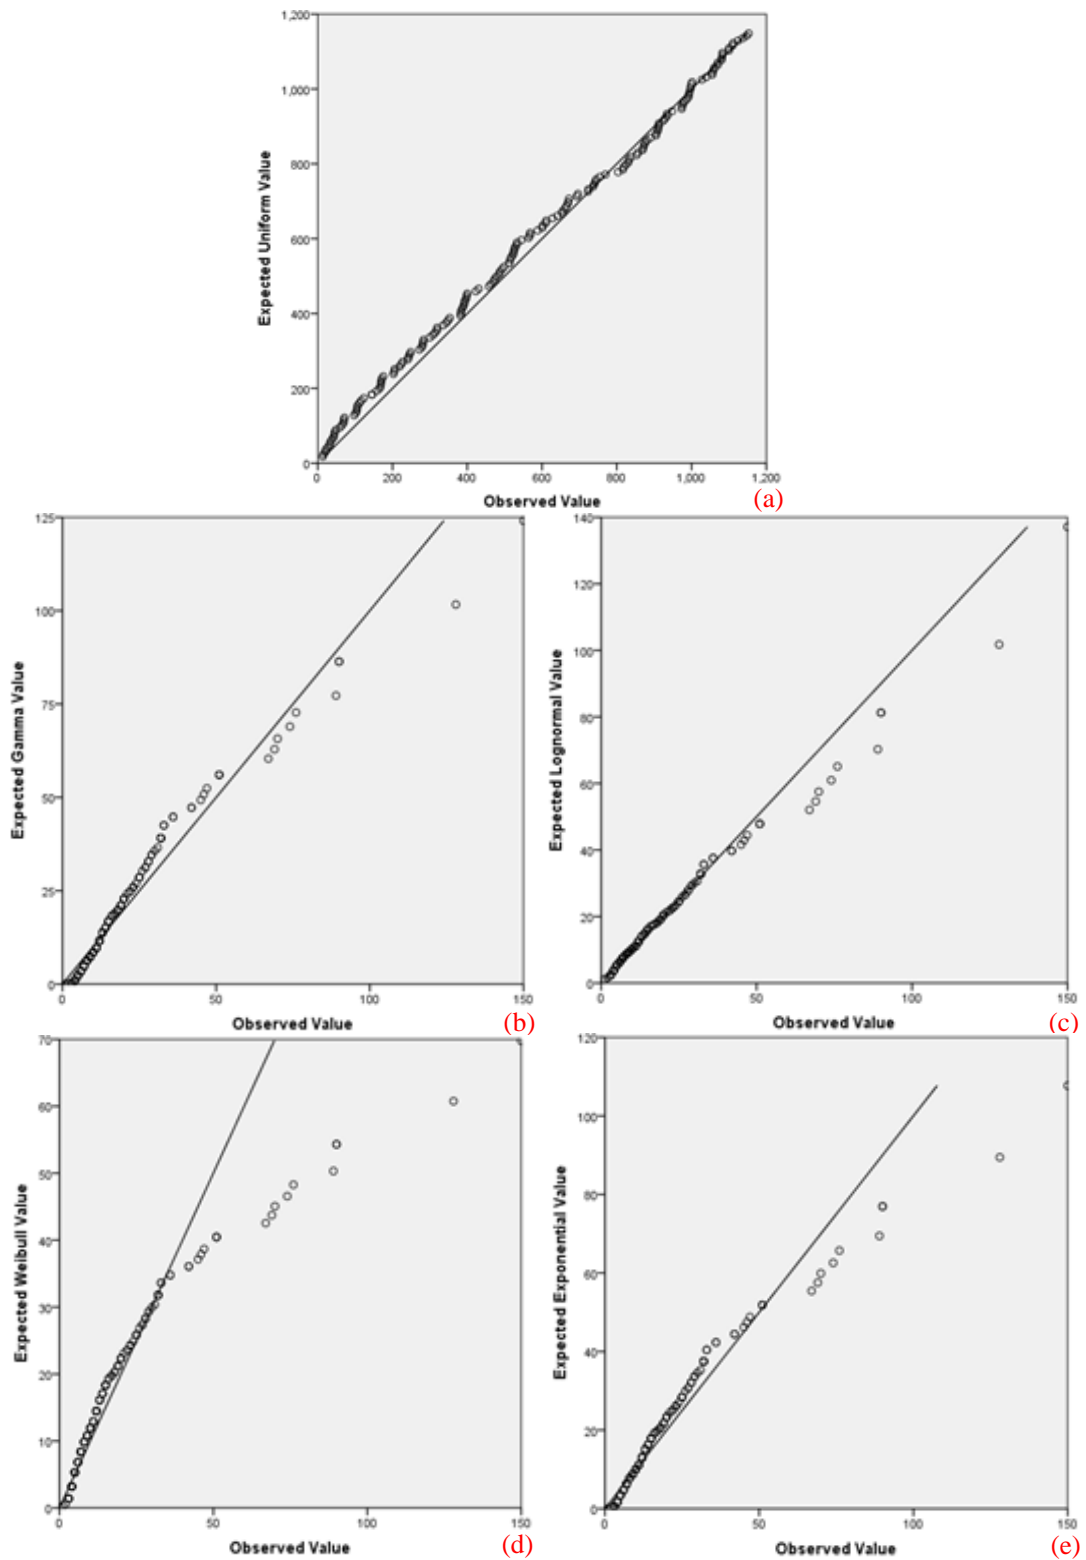 1,200
1,000
800
600
400
200
0
Expected Uniform Value
0 200 400 600 800 1,000 1,200
Observed Value
(a)
125
100
75
50
25
0
Expected Gamma Value
0 50 100 150
Observed Value
(b)
140
120
100
80
60
40
20
0
Expected Lognormal Value
0 50 100 150
Observed Value
(c)
70
60
50
40
30
20
10
0
Expected Weibull Value
0 50 100 150
Observed Value
(d)
120
100
80
60
40
20
0
Expected Exponential Value
0 50 100 150
Observed Value
(e)